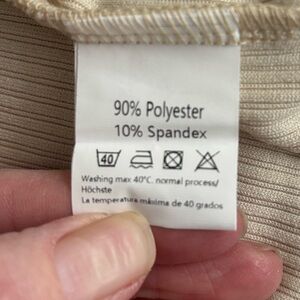 90% Polyester
10% Spandex
40
Washing max 40°C. normal process/
Höchste
La temperatura máxima de 40 grados